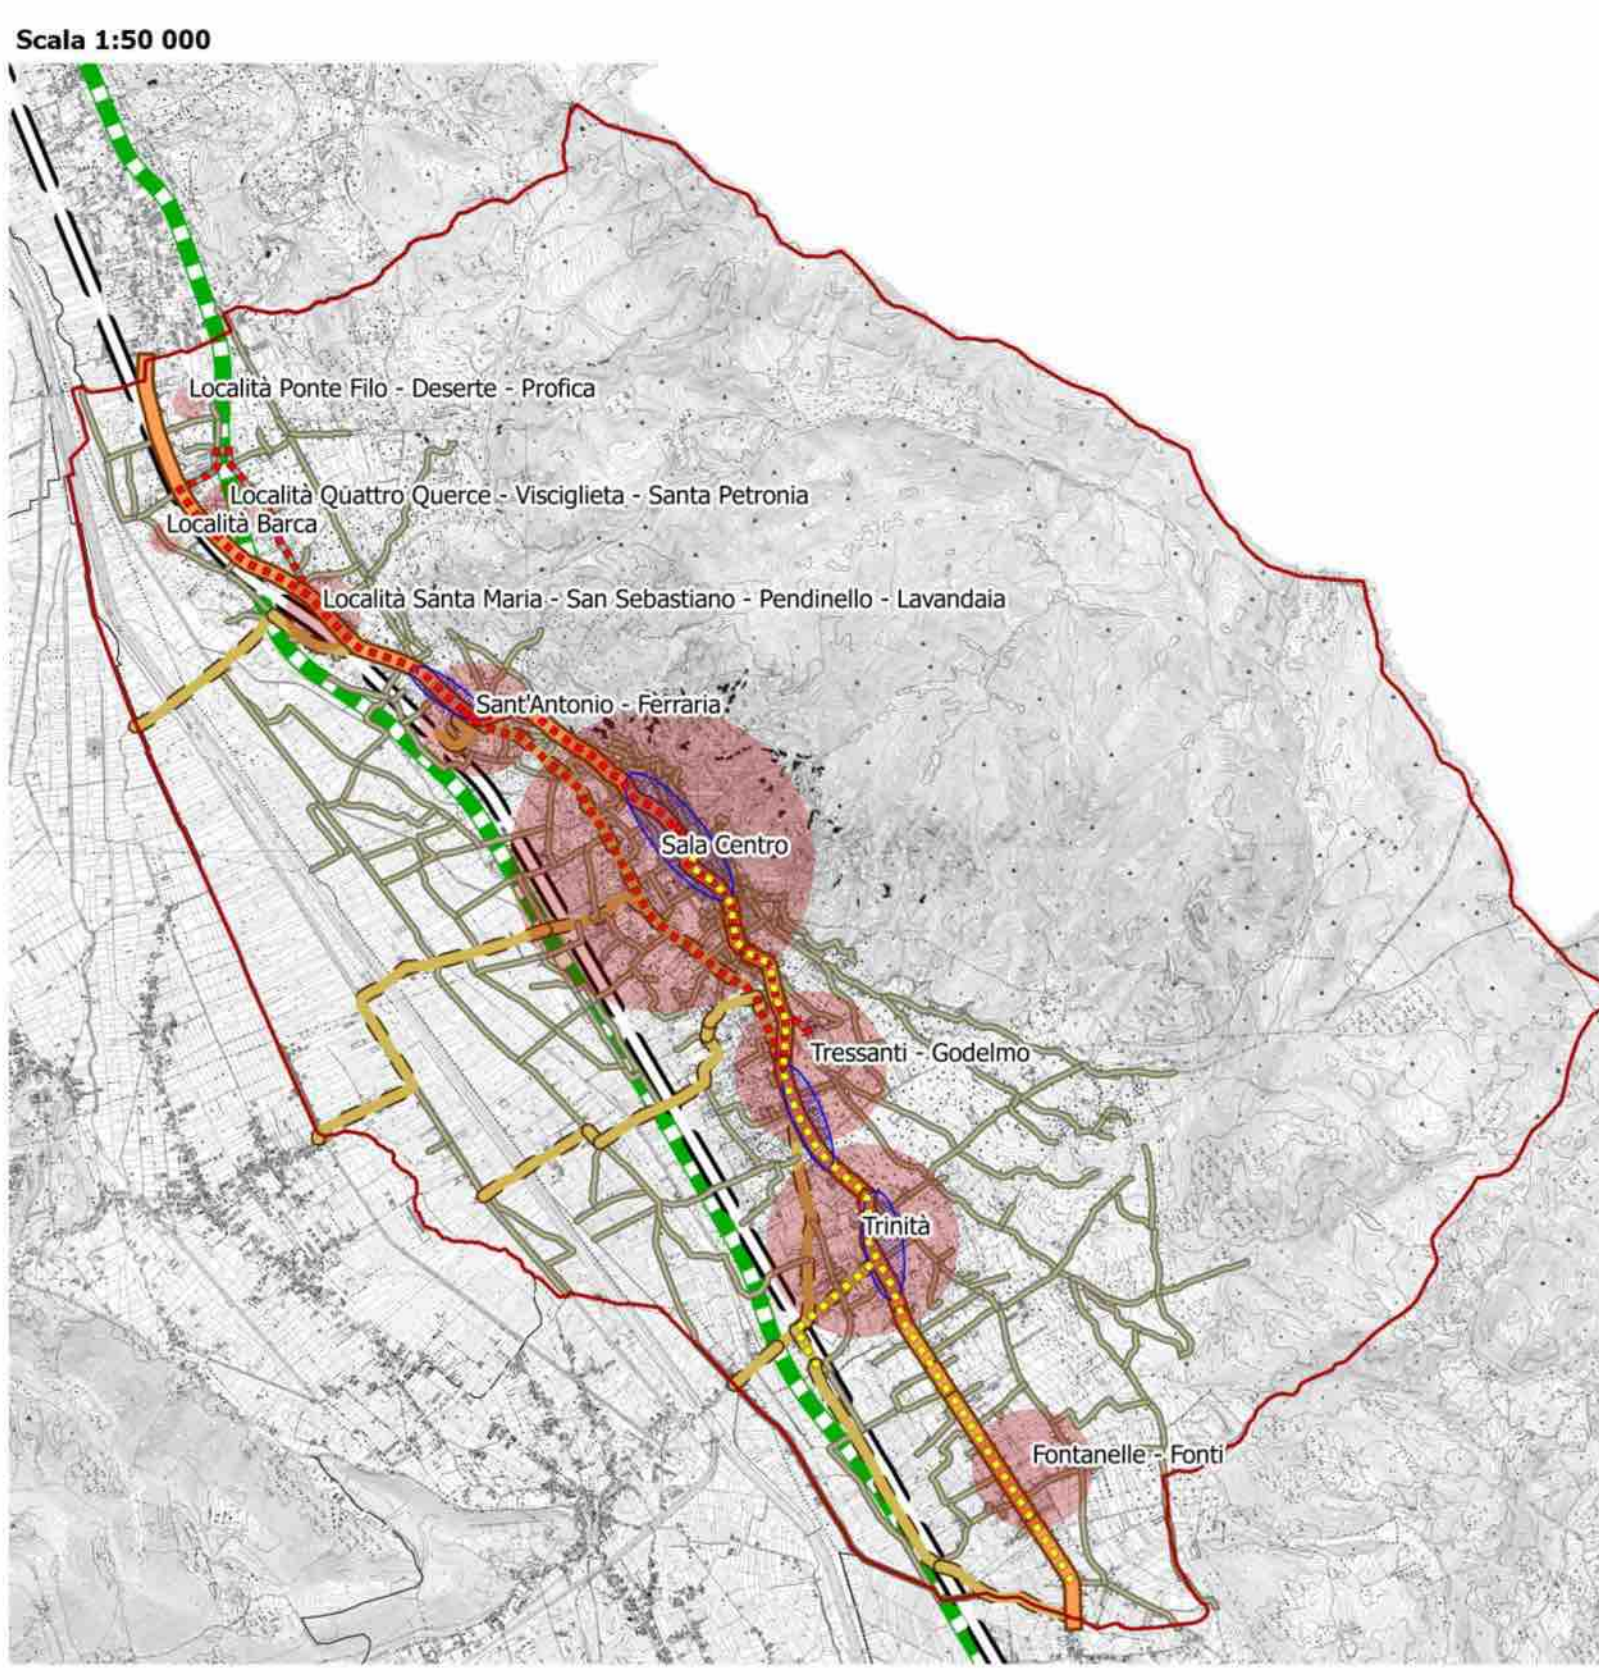 Scala 1:50 000
Località Ponte Filo - Deserte - Profica
Località Quattro Querce - Visciglieta - Santa Petronia
Località Barca
Località Santa Maria - San Sebastiano - Pendinello - Lavandaia
Sant'Antonio - Ferraria
Sala Centro
Tressanti - Godelmo
Trinità
Fontanelle - Fonti